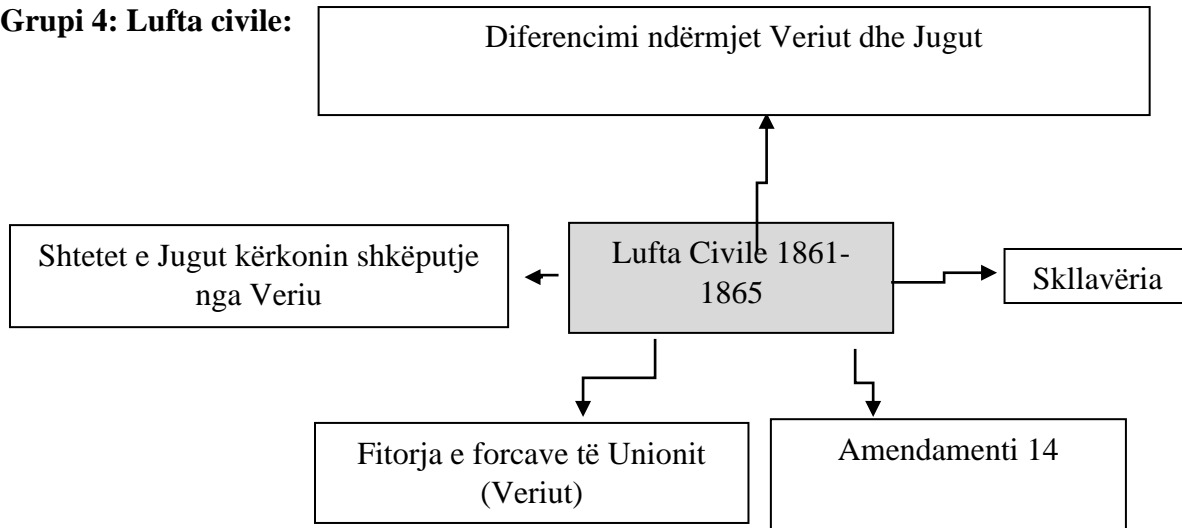 Grupi 4: Lufta civile:
Diferencimi ndërmjet Veriut dhe Jugut
Shtetet e Jugut kërkonin shkëputje
nga Veriu
Lufta Civile 1861-
1865
Skllavëria
Fitorja e forcave të Unionit
(Veriut)
Amendamenti 14